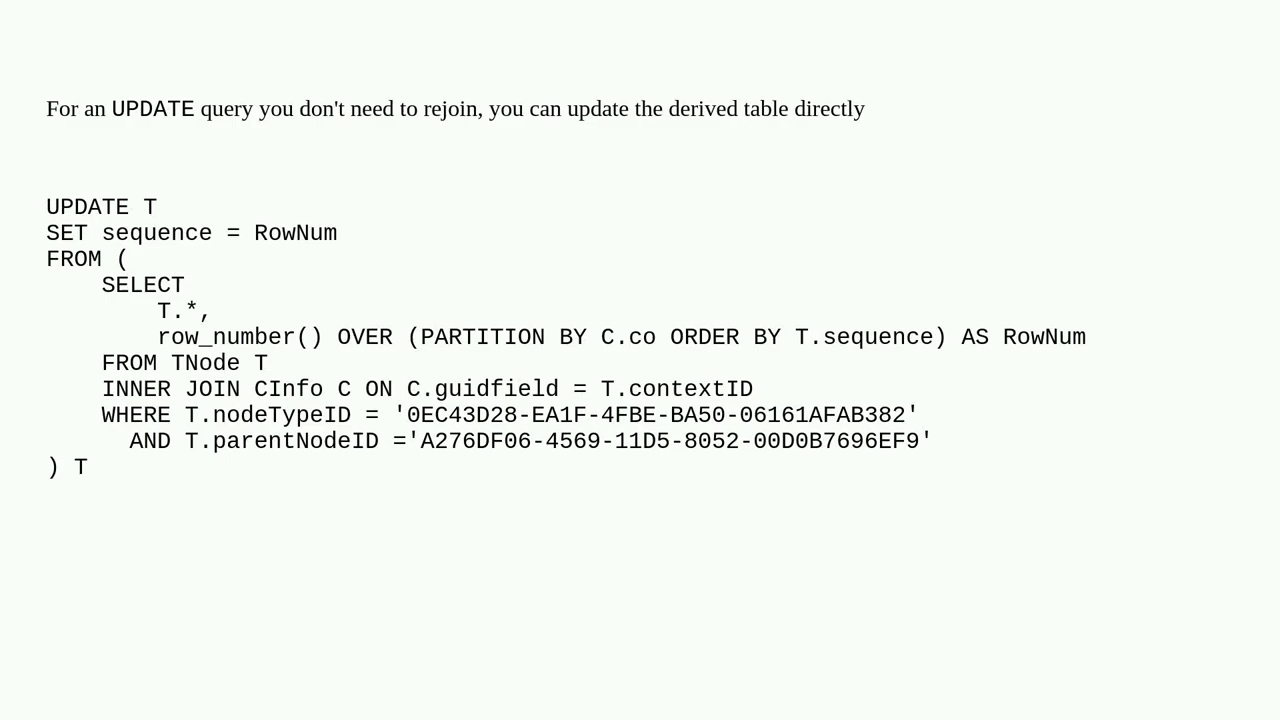 For an UPDATE query you don't need to rejoin, you can update the derived table directly
UPDATE T
SET sequence = RowNum
FROM (
    SELECT
        T.*,
        row_number() OVER (PARTITION BY C.co ORDER BY T.sequence) AS RowNum
    FROM TNode T
    INNER JOIN CInfo C ON C.guidfield = T.contextID
    WHERE T.nodeTypeID = '0EC43D28-EA1F-4FBE-BA50-06161AFAB382'
      AND T.parentNodeID ='A276DF06-4569-11D5-8052-00D0B7696EF9'
) T